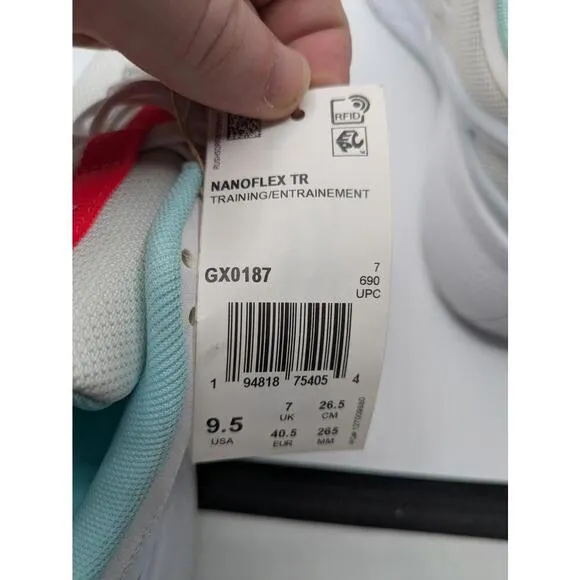 RFID
NANOFLEX TR
TRAINING/ENTRAINEMENT
GX0187
7
690
UPC
1 94818 75405 4
9.5
USA
7
UK
26.5
CM
40.5
EUR
265
MM